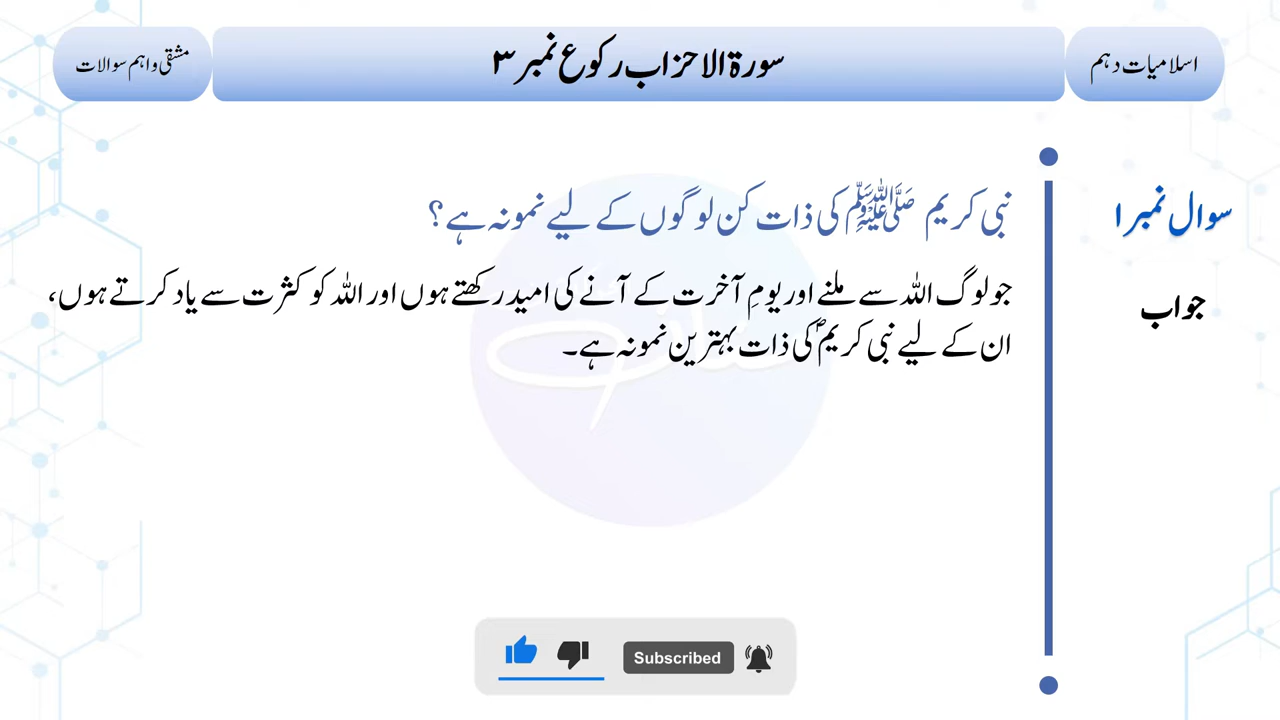 اسلامیات دہم
سورۃ الاحزاب رکوع نمبر ۳
مشقی و اہم سوالات
سوال نمبر ۱
نبی کریم ﷺ کی ذات کن لوگوں کے لیے نمونہ ہے؟
جواب
جو لوگ اللہ سے ملنے اور یومِ آخرت کے آنے کی امید رکھتے ہوں اور اللہ کو کثرت سے یاد کرتے ہوں،
ان کے لیے نبی کریمؐ کی ذات بہترین نمونہ ہے۔
Subscribed